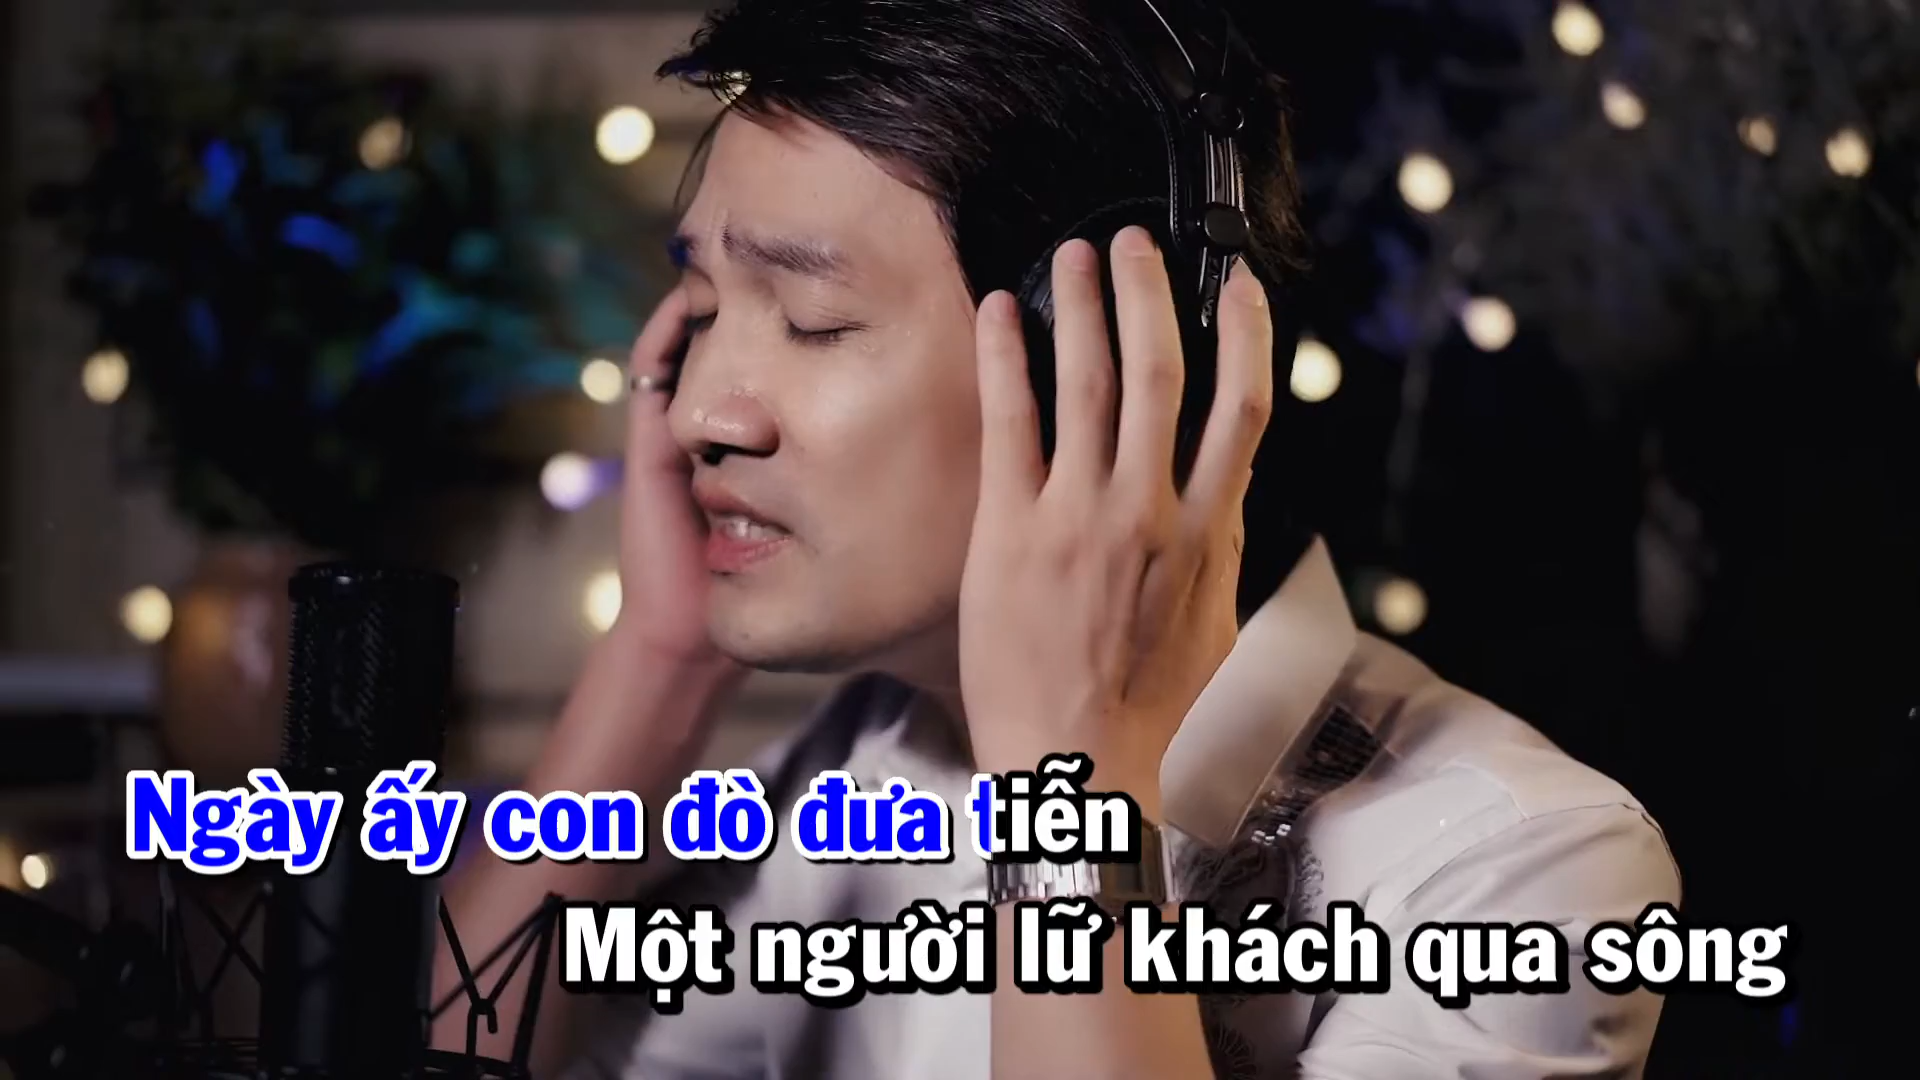 Ngày ấy con đò đưa tiễn
Một người lữ khách qua sông